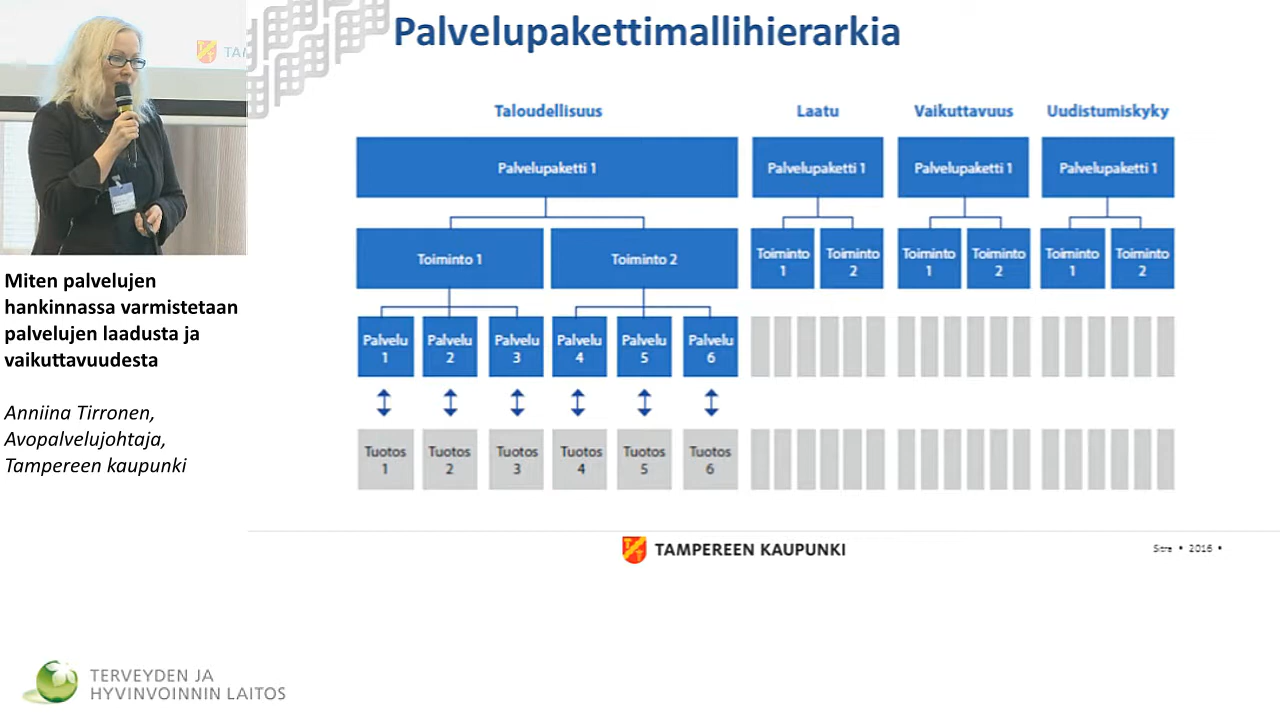 Palvelupakettimallihierarkia
TAM
Taloudellisuus
Laatu
Vaikuttavuus
Uudistumiskyky
Palvelupaketti 1
Palvelupaketti 1
Palvelupaketti 1
Palvelupaketti 1
Toiminto 1
Toiminto 2
Toiminto
1
Toiminto
2
Toiminto
1
Toiminto
2
Toiminto
1
Toiminto
2
Palvelu
1
Palvelu
2
Palvelu
3
Palvelu
4
Palvelu
5
Palvelu
6
Tuotos
1
Tuotos
2
Tuotos
3
Tuotos
4
Tuotos
5
Tuotos
6
Miten palvelujen
hankinnassa varmistetaan
palvelujen laadusta ja
vaikuttavuudesta
Anniina Tirronen,
Avopalvelujohtaja,
Tampereen kaupunki
TAMPEREEN KAUPUNKI
• 2016 •
TERVEYDEN JA
HYVINVOINNIN LAITOS